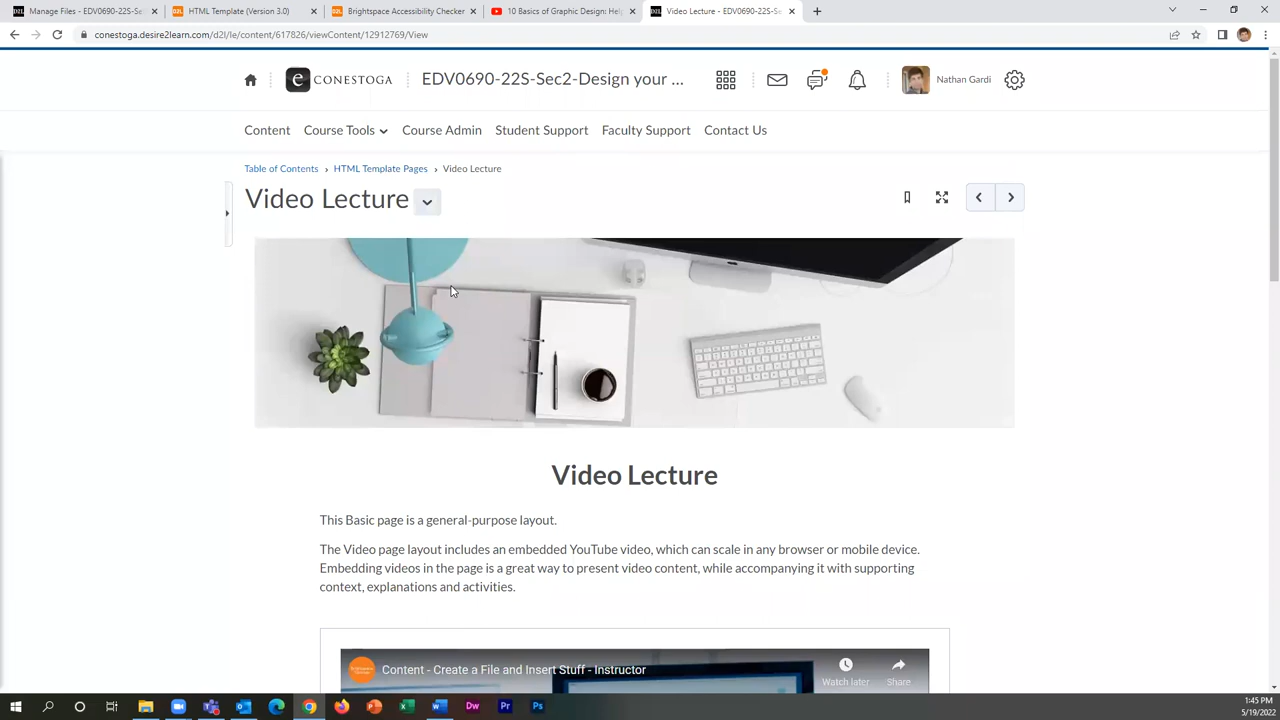 Manage Files - EDV0690-22S-Se
HTML Template (Version 3.0)
Brightspace Accessibility Checker
10 Basics of Graphic Design: Hel
Video Lecture - EDV0690-22S-Se
conestoga.desire2learn.com/d2l/le/content/617826/viewContent/12912769/View
CONESTOGA
EDV0690-22S-Sec2-Design your ...
Nathan Gardi
Content Course Tools Course Admin Student Support Faculty Support Contact Us
Table of Contents › HTML Template Pages › Video Lecture
Video Lecture
Video Lecture
This Basic page is a general-purpose layout.
The Video page layout includes an embedded YouTube video, which can scale in any browser or mobile device.
Embedding videos in the page is a great way to present video content, while accompanying it with supporting
context, explanations and activities.
Content - Create a File and Insert Stuff - Instructor
Watch later
Share
1:45 PM
5/19/2022